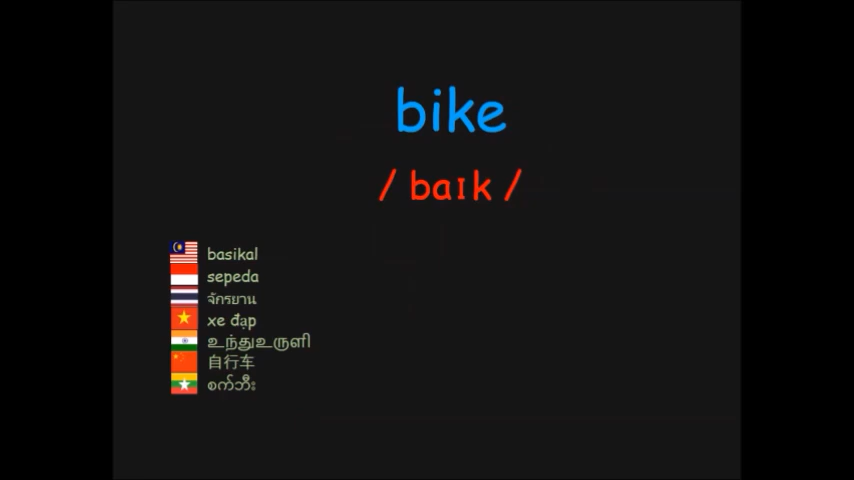 bike
/ baɪk /
basikal
sepeda
จักรยาน
xe đạp
உந்துஉருளி
自行车
စက်ဘီး